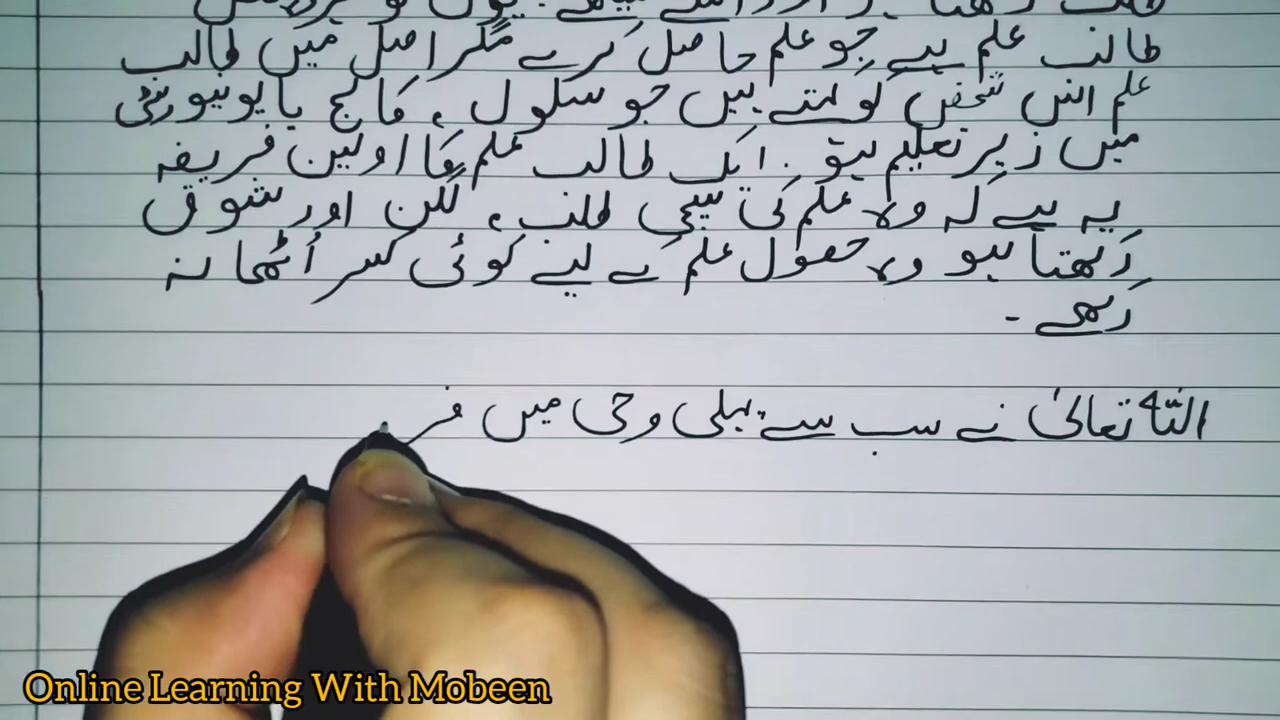 طالب علم ہے جو علم حاصل کرے مگر اصل میں طالب
علم اس شخص کو کہتے ہیں جو سکول ، کالج یا یونیورسٹی
میں زیر تعلیم ہو ۔ ایک طالب علم کا اولین فریضہ
یہ ہے کہ وہ علم کی سچی طلب ، لگن اور شوق
رکھتا ہو وہ حصول علم کے لیے کوئی کسر اُٹھا نہ
رکھے ۔
اللہ تعالیٰ نے سب سے پہلی وحی میں فر
Online Learning With Mobeen